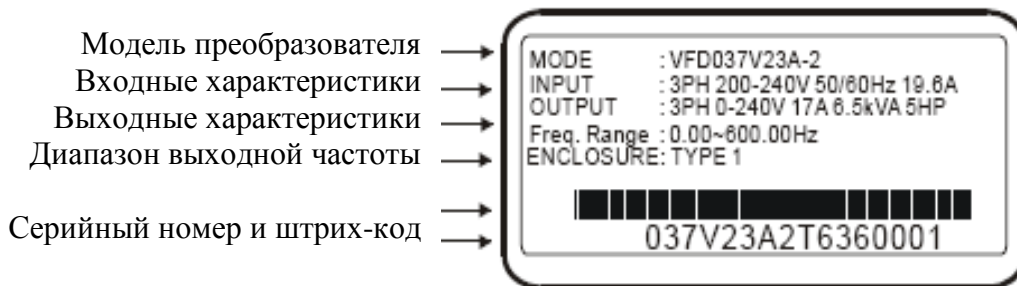 Модель преобразователя
Входные характеристики
Выходные характеристики
Диапазон выходной частоты
Серийный номер и штрих-код
MODE : VFD037V23A-2
INPUT : 3PH 200-240V 50/60Hz 19.6A
OUTPUT : 3PH 0-240V 17A 6.5kVA 5HP
Freq. Range : 0.00~600.00Hz
ENCLOSURE: TYPE 1
037V23A2T6360001